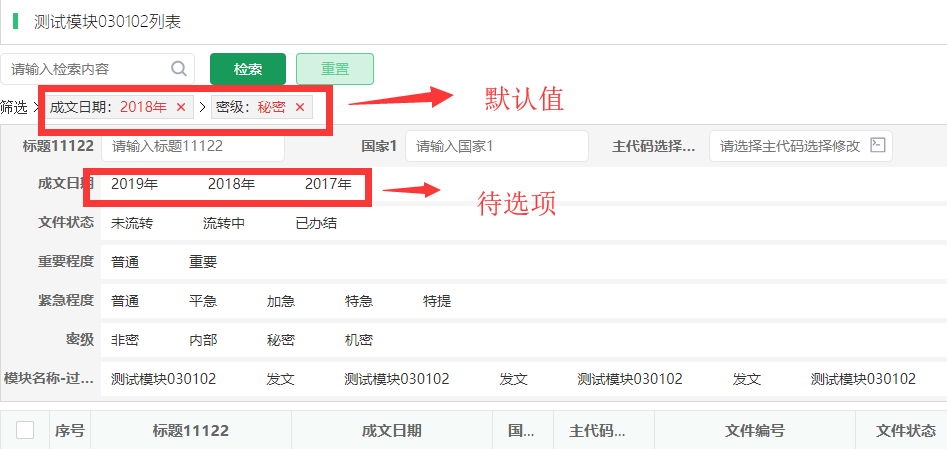 测试模块030102列表
请输入检索内容 检索 重置
筛选 > 成文日期：2018年 × > 密级：秘密 × 默认值
标题11122 请输入标题11122 国家1 请输入国家1 主代码选择... 请选择主代码选择修改
成文日期 2019年 2018年 2017年 待选项
文件状态 未流转 流转中 已办结
重要程度 普通 重要
紧急程度 普通 平急 加急 特急 特提
密级 非密 内部 秘密 机密
模块名称-过... 测试模块030102 发文 测试模块030102 发文 测试模块030102 发文 测试模块030102
序号 标题11122 成文日期 国... 主代码... 文件编号 文件状态